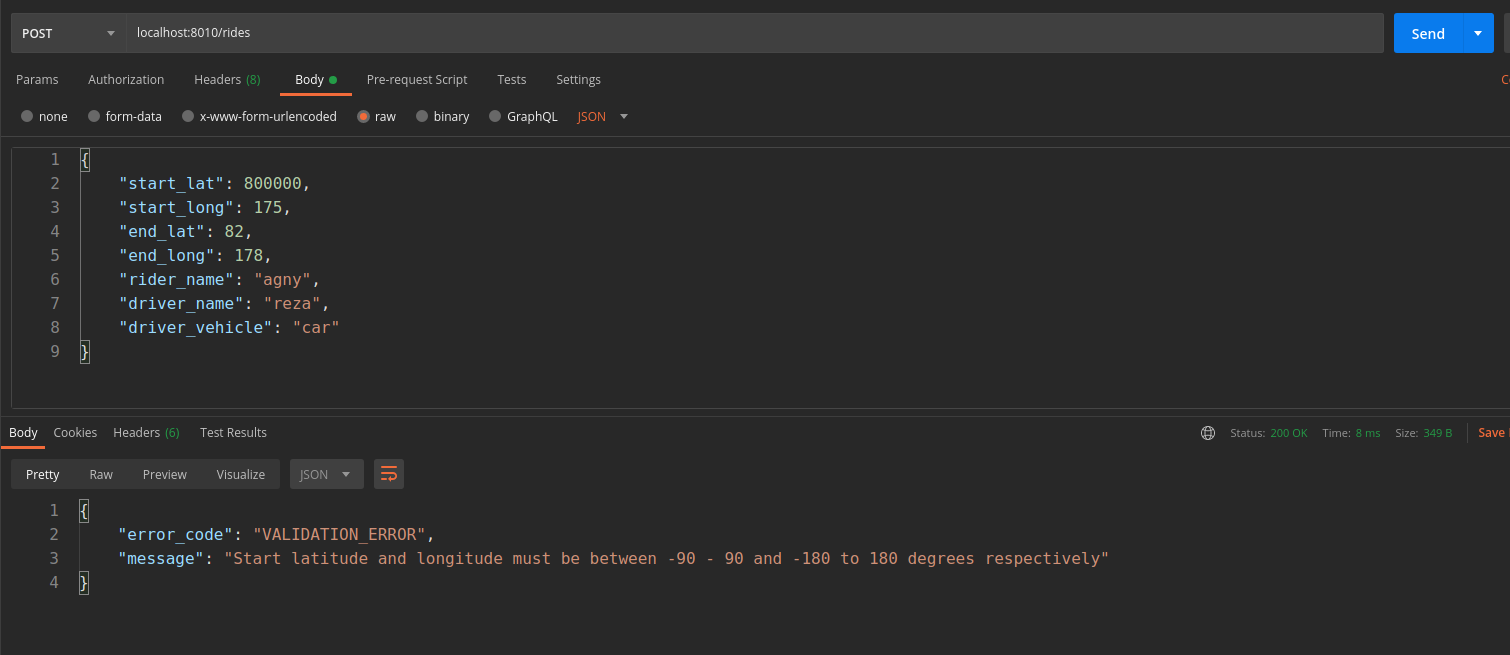 POST localhost:8010/rides Send
Params Authorization Headers (8) Body Pre-request Script Tests Settings
none form-data x-www-form-urlencoded raw binary GraphQL JSON
1 {
2 "start_lat": 800000,
3 "start_long": 175,
4 "end_lat": 82,
5 "end_long": 178,
6 "rider_name": "agny",
7 "driver_name": "reza",
8 "driver_vehicle": "car"
9 }
Body Cookies Headers (6) Test Results Status: 200 OK Time: 8 ms Size: 349 B Save
Pretty Raw Preview Visualize JSON
1 {
2 "error_code": "VALIDATION_ERROR",
3 "message": "Start latitude and longitude must be between -90 - 90 and -180 to 180 degrees respectively"
4 }